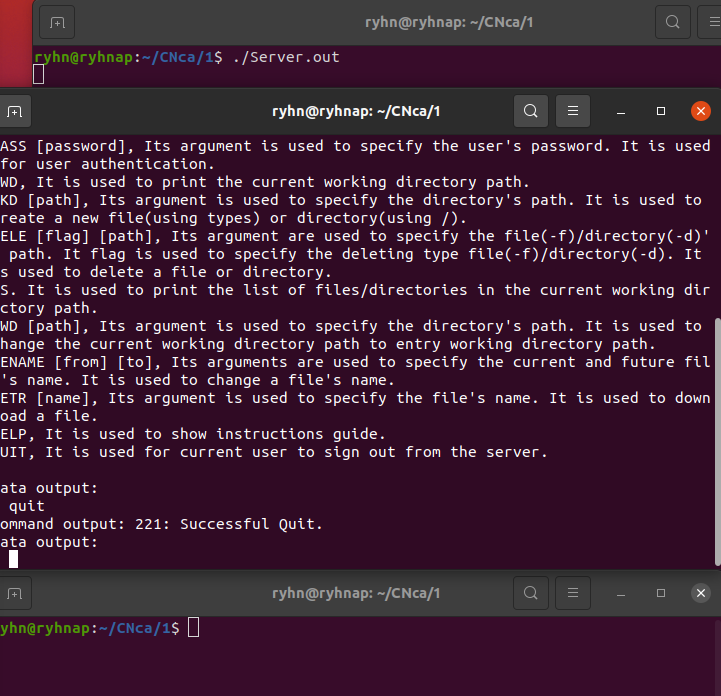 ryhn@ryhnap: ~/CNca/1
ryhn@ryhnap:~/CNca/1$ ./Server.out
ryhn@ryhnap: ~/CNca/1
ASS [password], Its argument is used to specify the user's password. It is used
for user authentication.
WD, It is used to print the current working directory path.
KD [path], Its argument is used to specify the directory's path. It is used to
reate a new file(using types) or directory(using /).
ELE [flag] [path], Its argument are used to specify the file(-f)/directory(-d)'
path. It flag is used to specify the deleting type file(-f)/directory(-d). It
s used to delete a file or directory.
S. It is used to print the list of files/directories in the current working dir
ctory path.
WD [path], Its argument is used to specify the directory's path. It is used to
hange the current working directory path to entry working directory path.
ENAME [from] [to], Its arguments are used to specify the current and future fil
's name. It is used to change a file's name.
ETR [name], Its argument is used to specify the file's name. It is used to down
oad a file.
ELP, It is used to show instructions guide.
UIT, It is used for current user to sign out from the server.
ata output:
quit
ommand output: 221: Successful Quit.
ata output:
ryhn@ryhnap: ~/CNca/1
yhn@ryhnap:~/CNca/1$